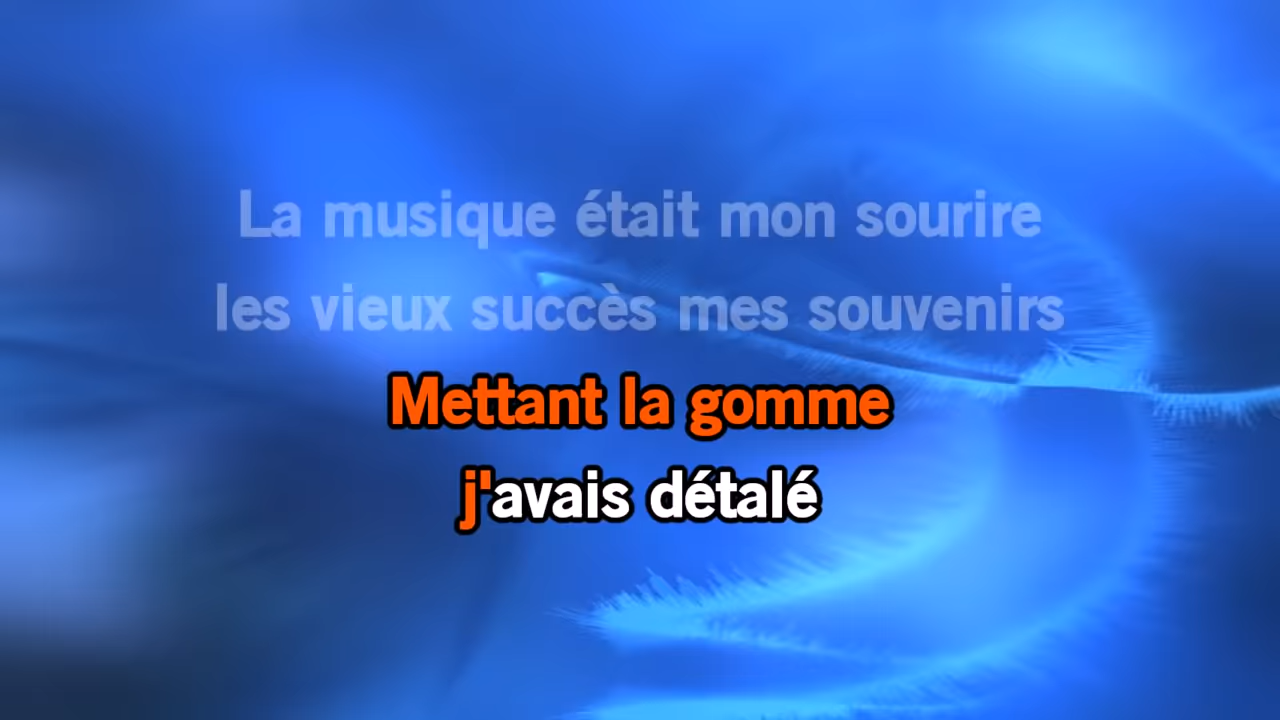 La musique était mon sourire
les vieux succès mes souvenirs
Mettant la gomme
j'avais détalé